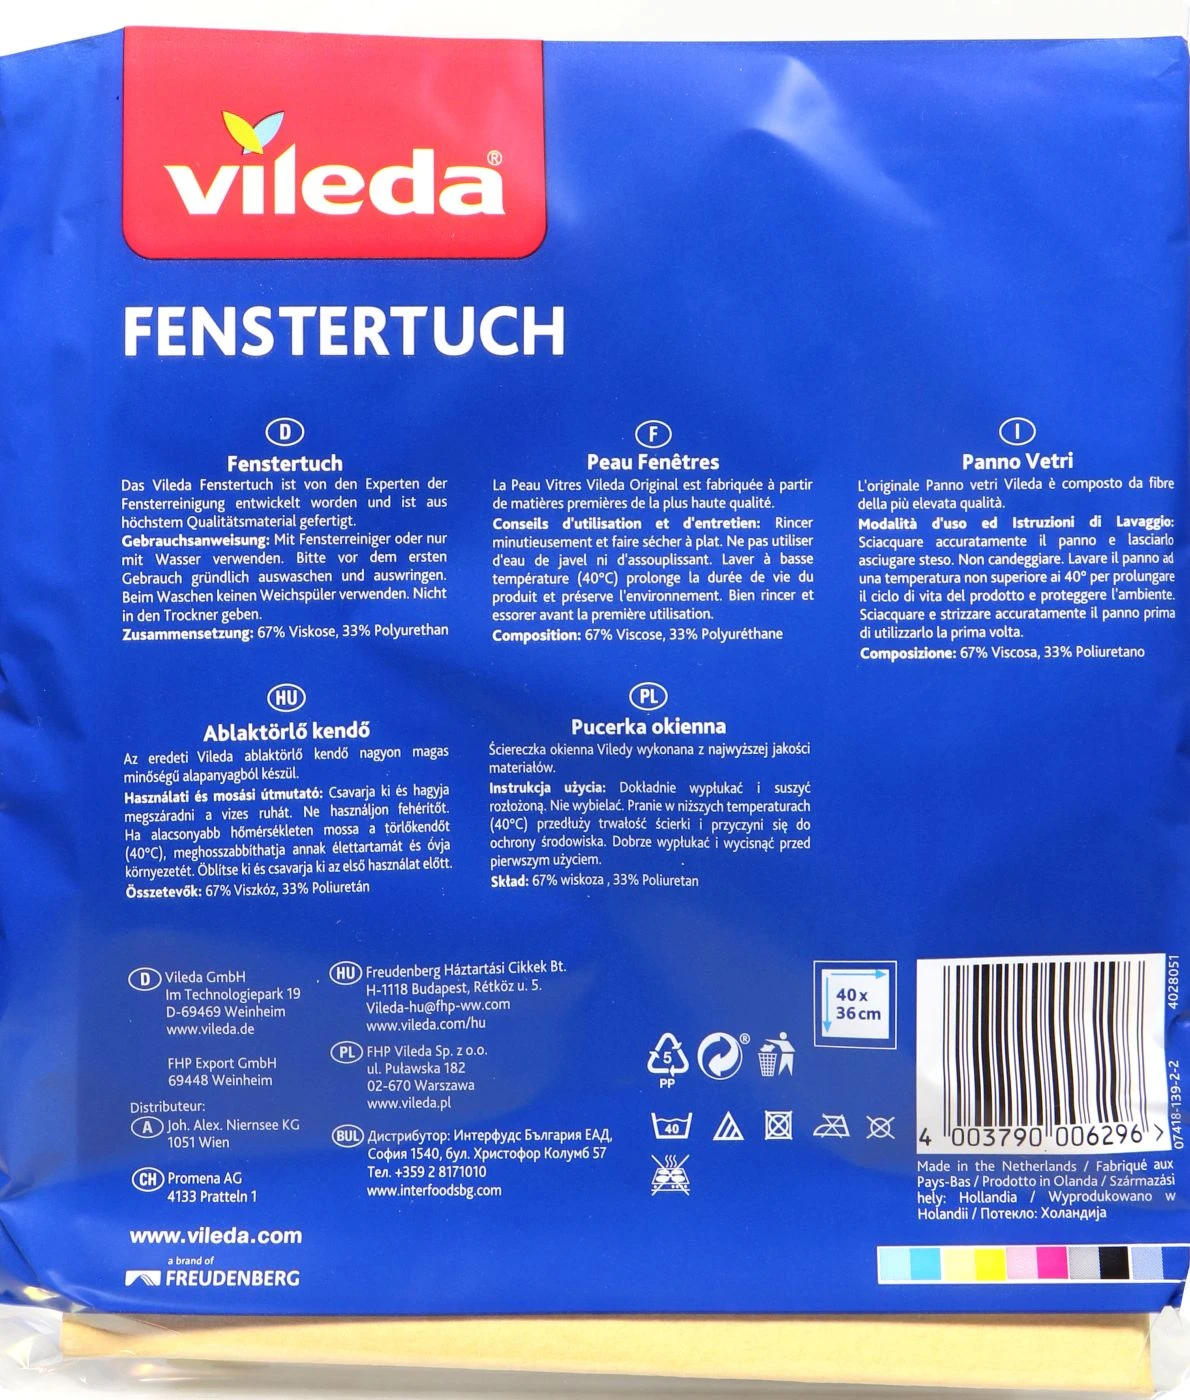 vileda®
FENSTERTUCH
D
Fenstertuch
Das Vileda Fenstertuch ist von den Experten der
Fensterreinigung entwickelt worden und ist aus
höchstem Qualitätsmaterial gefertigt.
Gebrauchsanweisung: Mit Fensterreiniger oder nur
mit Wasser verwenden. Bitte vor dem ersten
Gebrauch gründlich auswaschen und auswringen.
Beim Waschen keinen Weichspüler verwenden. Nicht
in den Trockner geben.
Zusammensetzung: 67% Viskose, 33% Polyurethan
F
Peau Fenêtres
La Peau Vitres Vileda Original est fabriquée à partir
de matières premières de la plus haute qualité.
Conseils d'utilisation et d'entretien: Rincer
minutieusement et faire sécher à plat. Ne pas utiliser
d'eau de javel ni d'assouplissant. Laver à basse
température (40°C) prolonge la durée de vie du
produit et préserve l'environnement. Bien rincer et
essorer avant la première utilisation.
Composition: 67% Viscose, 33% Polyuréthane
I
Panno Vetri
L'originale Panno vetri Vileda è composto da fibre
della più elevata qualità.
Modalità d'uso ed Istruzioni di Lavaggio:
Sciacquare accuratamente il panno e lasciarlo
asciugare steso. Non candeggiare. Lavare il panno ad
una temperatura non superiore ai 40° per prolungare
il ciclo di vita del prodotto e proteggere l'ambiente.
Sciacquare e strizzare accuratamente il panno prima
di utilizzarlo la prima volta.
Composizione: 67% Viscosa, 33% Poliuretano
HU
Ablaktörlő kendő
Az eredeti Vileda ablaktörlő kendő nagyon magas
minőségű alapanyagból készül.
Használati és mosási útmutató: Csavarja ki és hagyja
megszáradni a vizes ruhát. Ne használjon fehérítőt.
Ha alacsonyabb hőmérsékleten mossa a törlőkendőt
(40°C), meghosszabbíthatja annak élettartamát és óvja
környezetét. Öblítse ki és csavarja ki az első használat előtt.
Összetevők: 67% Viszkóz, 33% Poliuretán
PL
Pucerka okienna
Ściereczka okienna Viledy wykonana z najwyższej jakości
materiałów.
Instrukcja użycia: Dokładnie wypłukać i suszyć
rozłożoną. Nie wybielać. Pranie w niższych temperaturach
(40°C) przedłuży trwałość ścierki i przyczyni się do
ochrony środowiska. Dobrze wypłukać i wycisnąć przed
pierwszym użyciem.
Skład: 67% wiskoza , 33% Poliuretan
D Vileda GmbH
Im Technologiepark 19
D-69469 Weinheim
www.vileda.de
FHP Export GmbH
69448 Weinheim
Distributeur:
A Joh. Alex. Niernsee KG
1051 Wien
CH Promena AG
4133 Pratteln 1
www.vileda.com
a brand of
FREUDENBERG
HU Freudenberg Háztartási Cikkek Bt.
H-1118 Budapest, Rétköz u. 5.
Vileda-hu@fhp-ww.com
www.vileda.com/hu
PL FHP Vileda Sp. z o.o.
ul. Puławska 182
02-670 Warszawa
www.vileda.pl
BUL Дистрибутор: Интерфудс България ЕАД,
София 1540, бул. Христофор Колумб 57
Тел. +359 2 8171010
www.interfoodsbg.com
5
PP
®
40
40 x
36 cm
4 003790 006296 >
4028051
07418-139-2-2
Made in the Netherlands / Fabriqué aux
Pays-Bas / Prodotto in Olanda / Származási
hely: Hollandia / Wyprodukowano w
Holandii / Потекло: Холандија